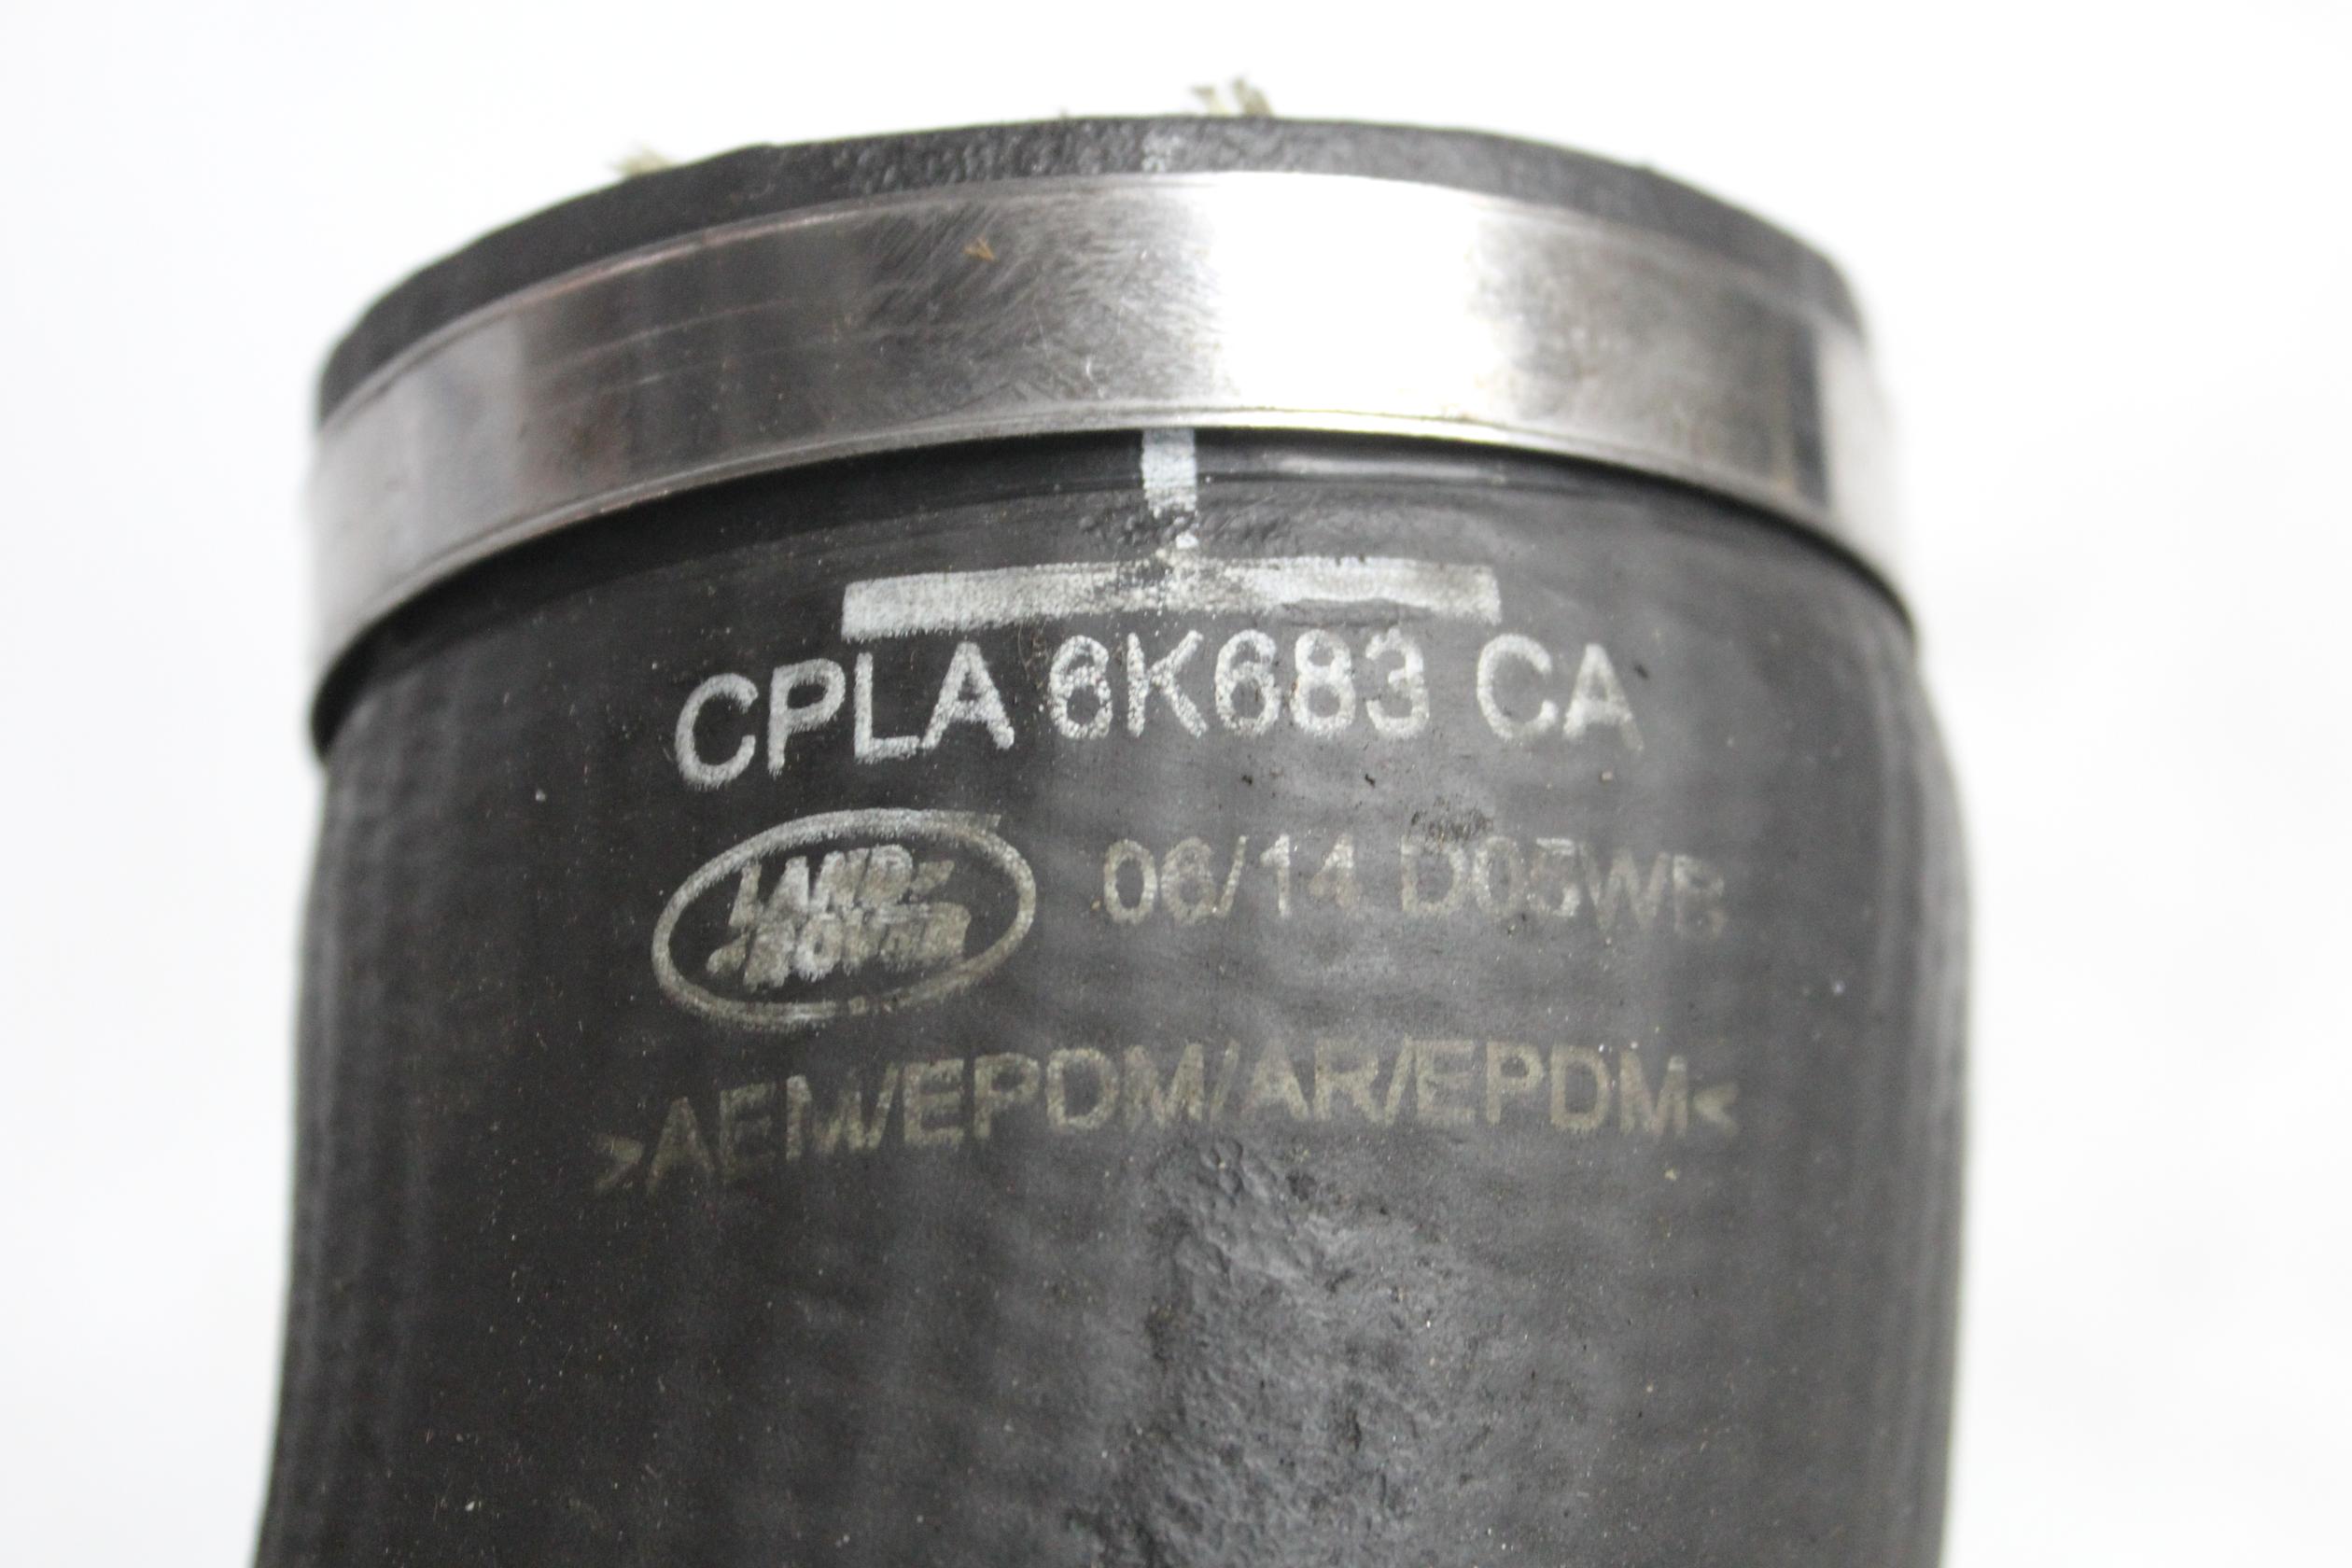 CPLA 6K683 CA
LAND ROVER 06/14 D05WB
>AEM/EPDM/AR/EPDM<